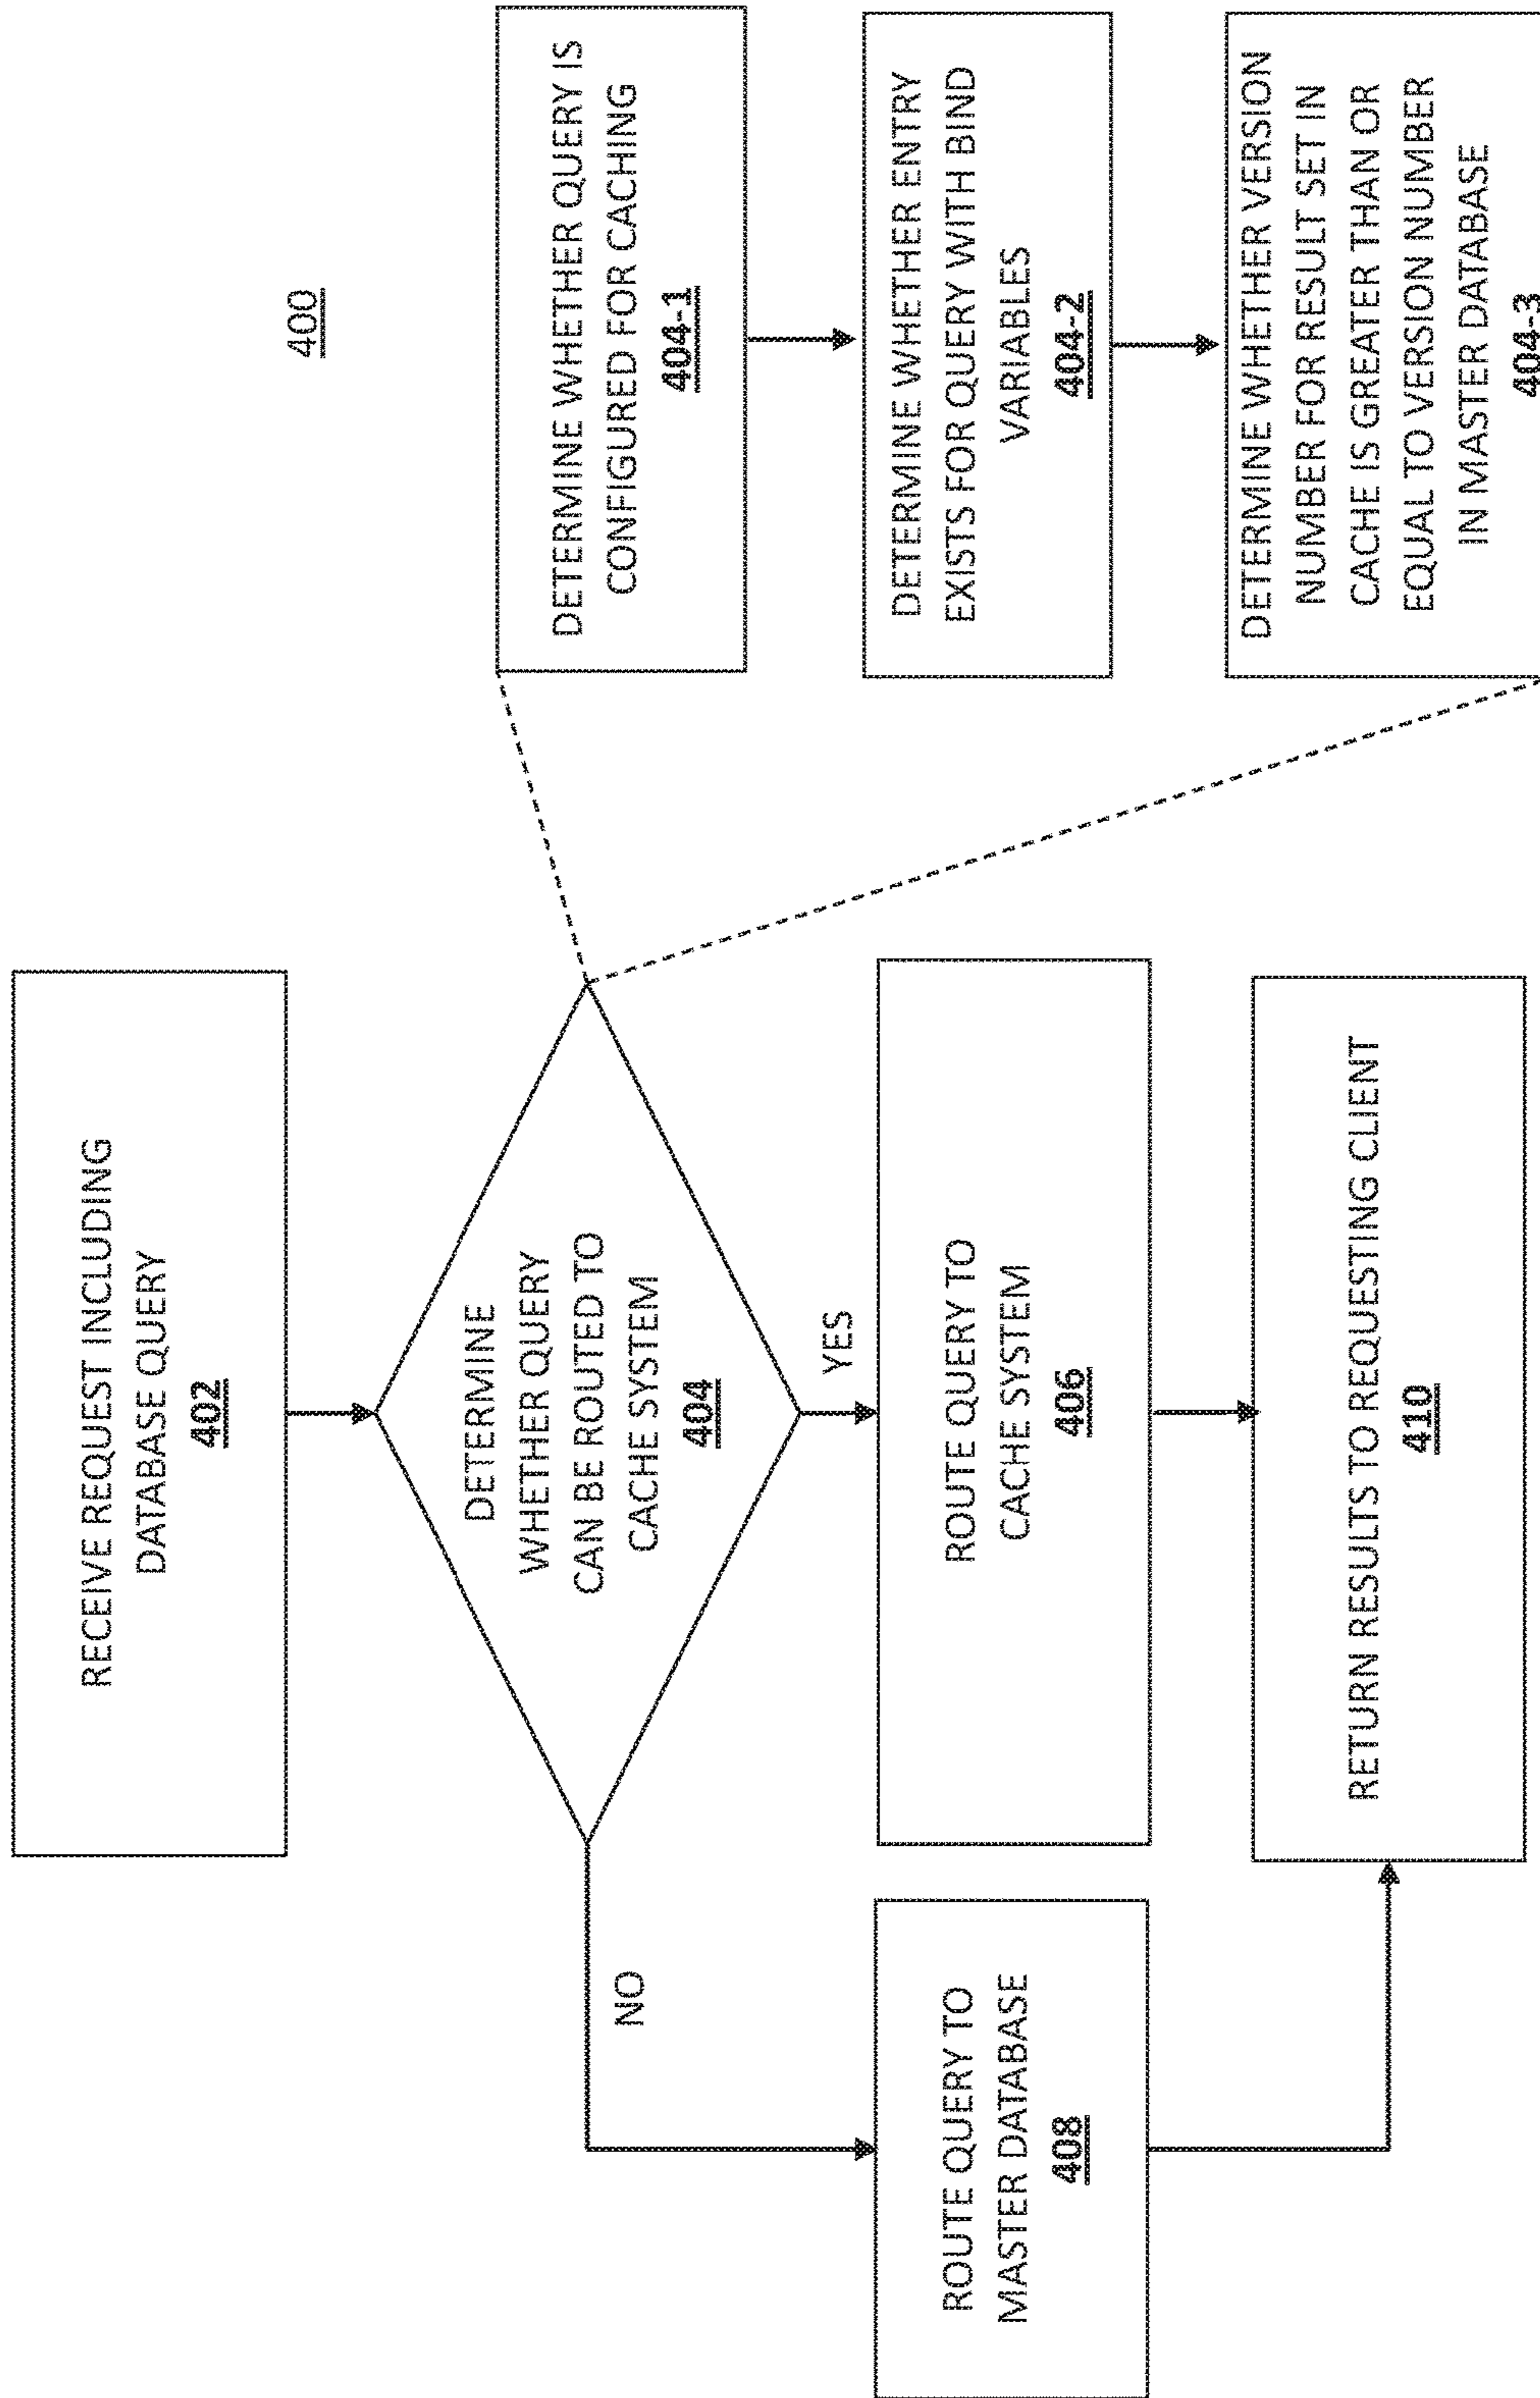 400
RECEIVE REQUEST INCLUDING
DATABASE QUERY
402
DETERMINE
WHETHER QUERY
CAN BE ROUTED TO
CACHE SYSTEM
404
NO
YES
ROUTE QUERY TO
MASTER DATABASE
408
ROUTE QUERY TO
CACHE SYSTEM
406
RETURN RESULTS TO REQUESTING CLIENT
410
DETERMINE WHETHER QUERY IS
CONFIGURED FOR CACHING
404-1
DETERMINE WHETHER ENTRY
EXISTS FOR QUERY WITH BIND
VARIABLES
404-2
DETERMINE WHETHER VERSION
NUMBER FOR RESULT SET IN
CACHE IS GREATER THAN OR
EQUAL TO VERSION NUMBER
IN MASTER DATABASE
404-3